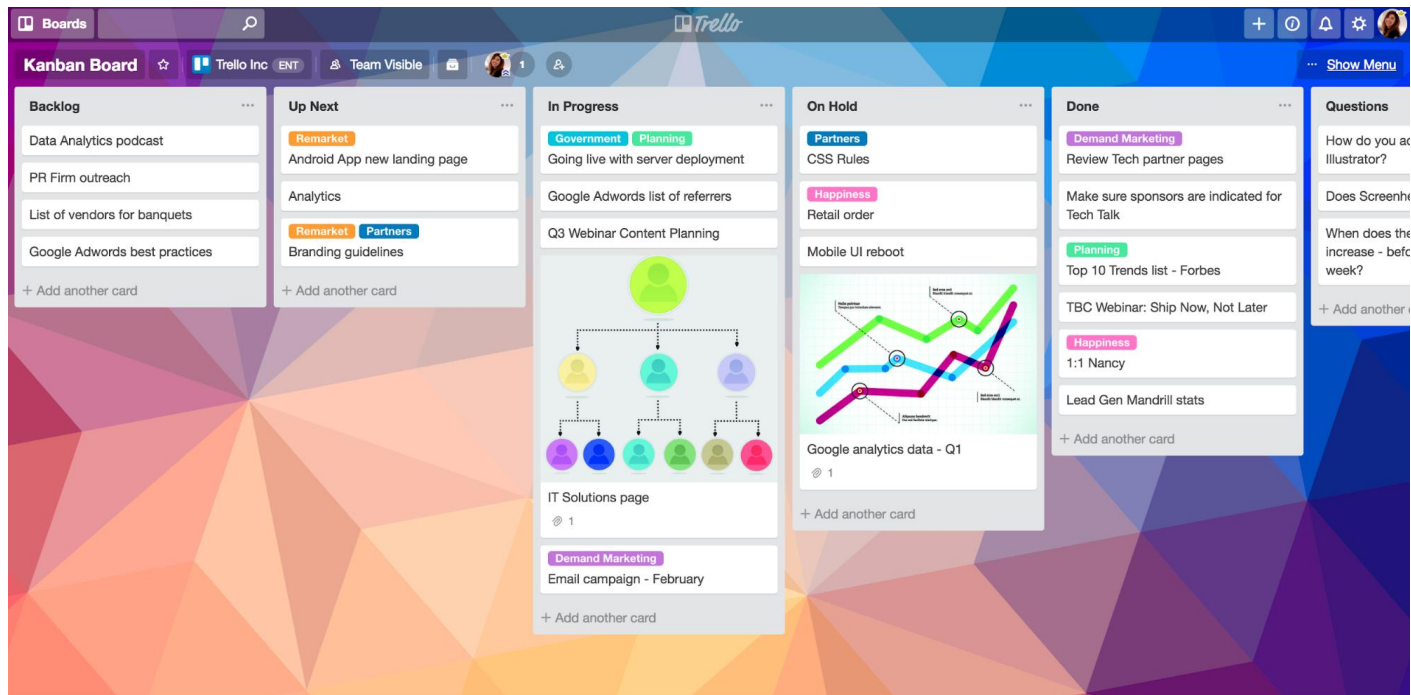 Boards
Trello
Kanban Board
Trello Inc ENT
Team Visible
1
Show Menu
Backlog
Data Analytics podcast
PR Firm outreach
List of vendors for banquets
Google Adwords best practices
+ Add another card
Up Next
Remarket
Android App new landing page
Analytics
Remarket Partners
Branding guidelines
+ Add another card
In Progress
Government Planning
Going live with server deployment
Google Adwords list of referrers
Q3 Webinar Content Planning
IT Solutions page
1
Demand Marketing
Email campaign - February
+ Add another card
On Hold
Partners
CSS Rules
Happiness
Retail order
Mobile UI reboot
Google analytics data - Q1
1
+ Add another card
Done
Demand Marketing
Review Tech partner pages
Make sure sponsors are indicated for
Tech Talk
Planning
Top 10 Trends list - Forbes
TBC Webinar: Ship Now, Not Later
Happiness
1:1 Nancy
Lead Gen Mandrill stats
+ Add another card
Questions
How do you
Illustrator?
Does
When does the
increase -
week?
+ Add another